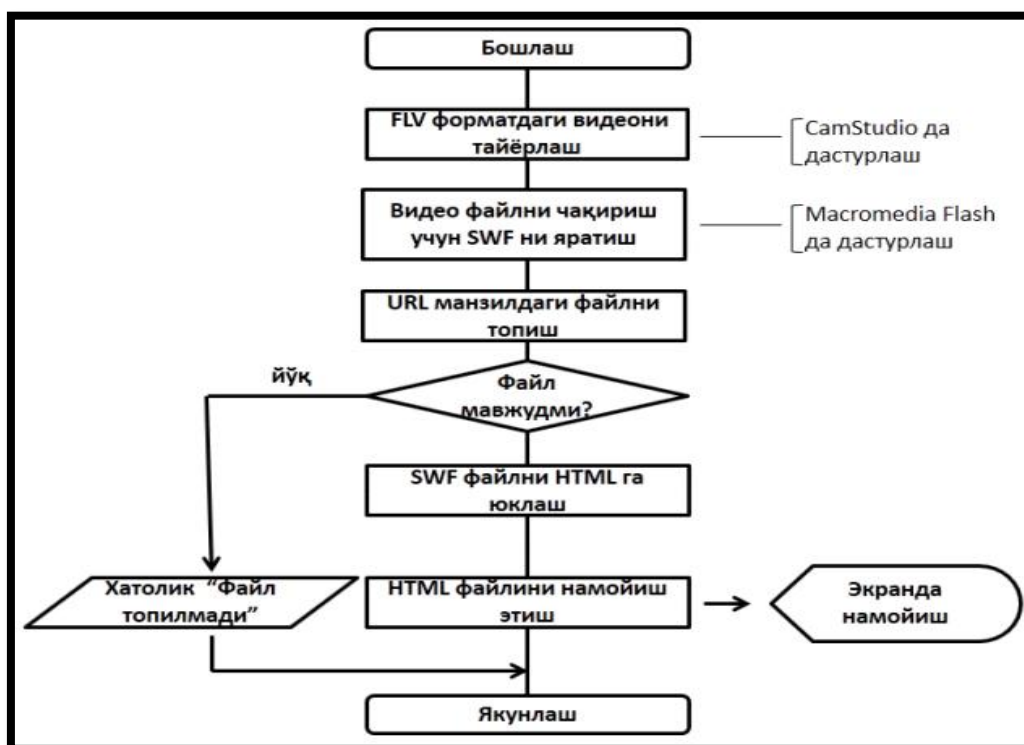 Бошлаш
FLV форматдаги видеони
тайёрлаш
CamStudio да
дастурлаш
Видео файлни чақириш
учун SWF ни яратиш
Macromedia Flash
да дастурлаш
URL манзилдаги файлни
топиш
йўқ
Файл
мавжудми?
SWF файлни HTML га
юклаш
Хатолик “Файл
топилмади”
HTML файлини намойиш
этиш
Экранда
намойиш
Якунлаш